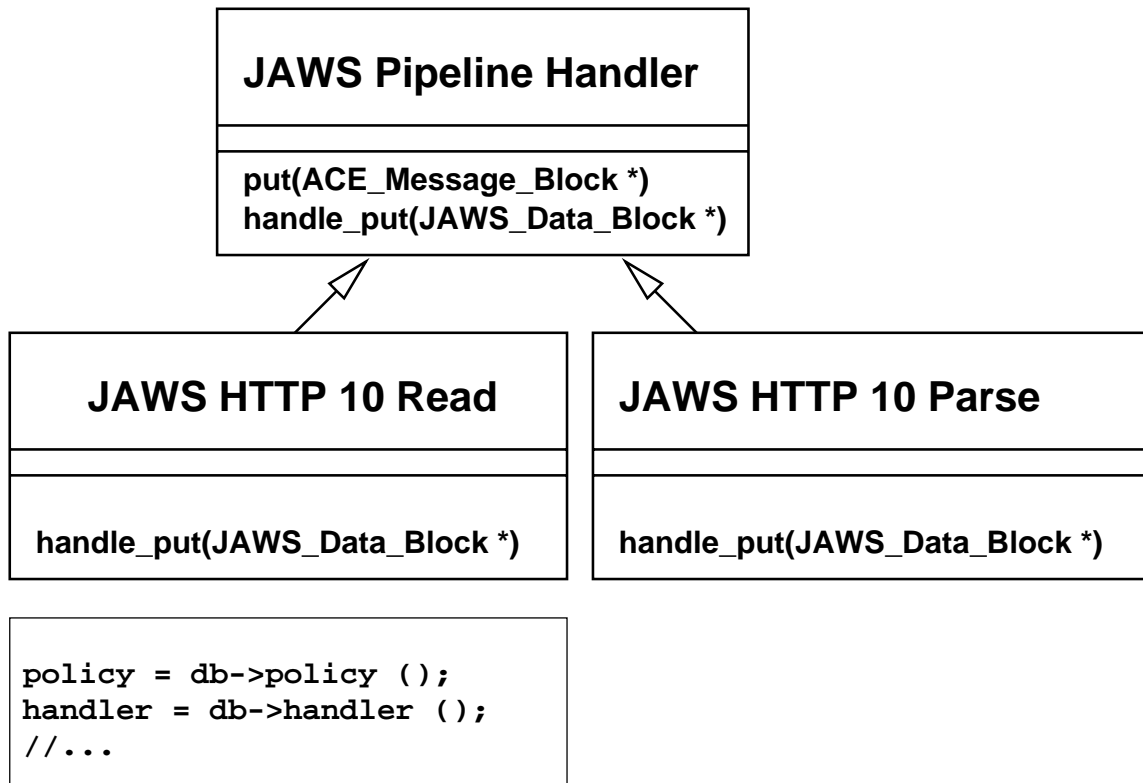 JAWS Pipeline Handler
put(ACE_Message_Block *)
handle_put(JAWS_Data_Block *)
JAWS HTTP 10 Read
handle_put(JAWS_Data_Block *)
JAWS HTTP 10 Parse
handle_put(JAWS_Data_Block *)
policy = db->policy ();
handler = db->handler ();
//...